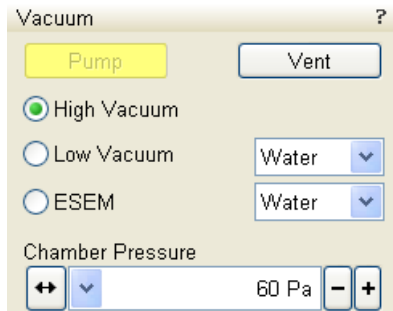 Vacuum ?
Pump Vent
High Vacuum
Low Vacuum Water
ESEM Water
Chamber Pressure
60 Pa - +